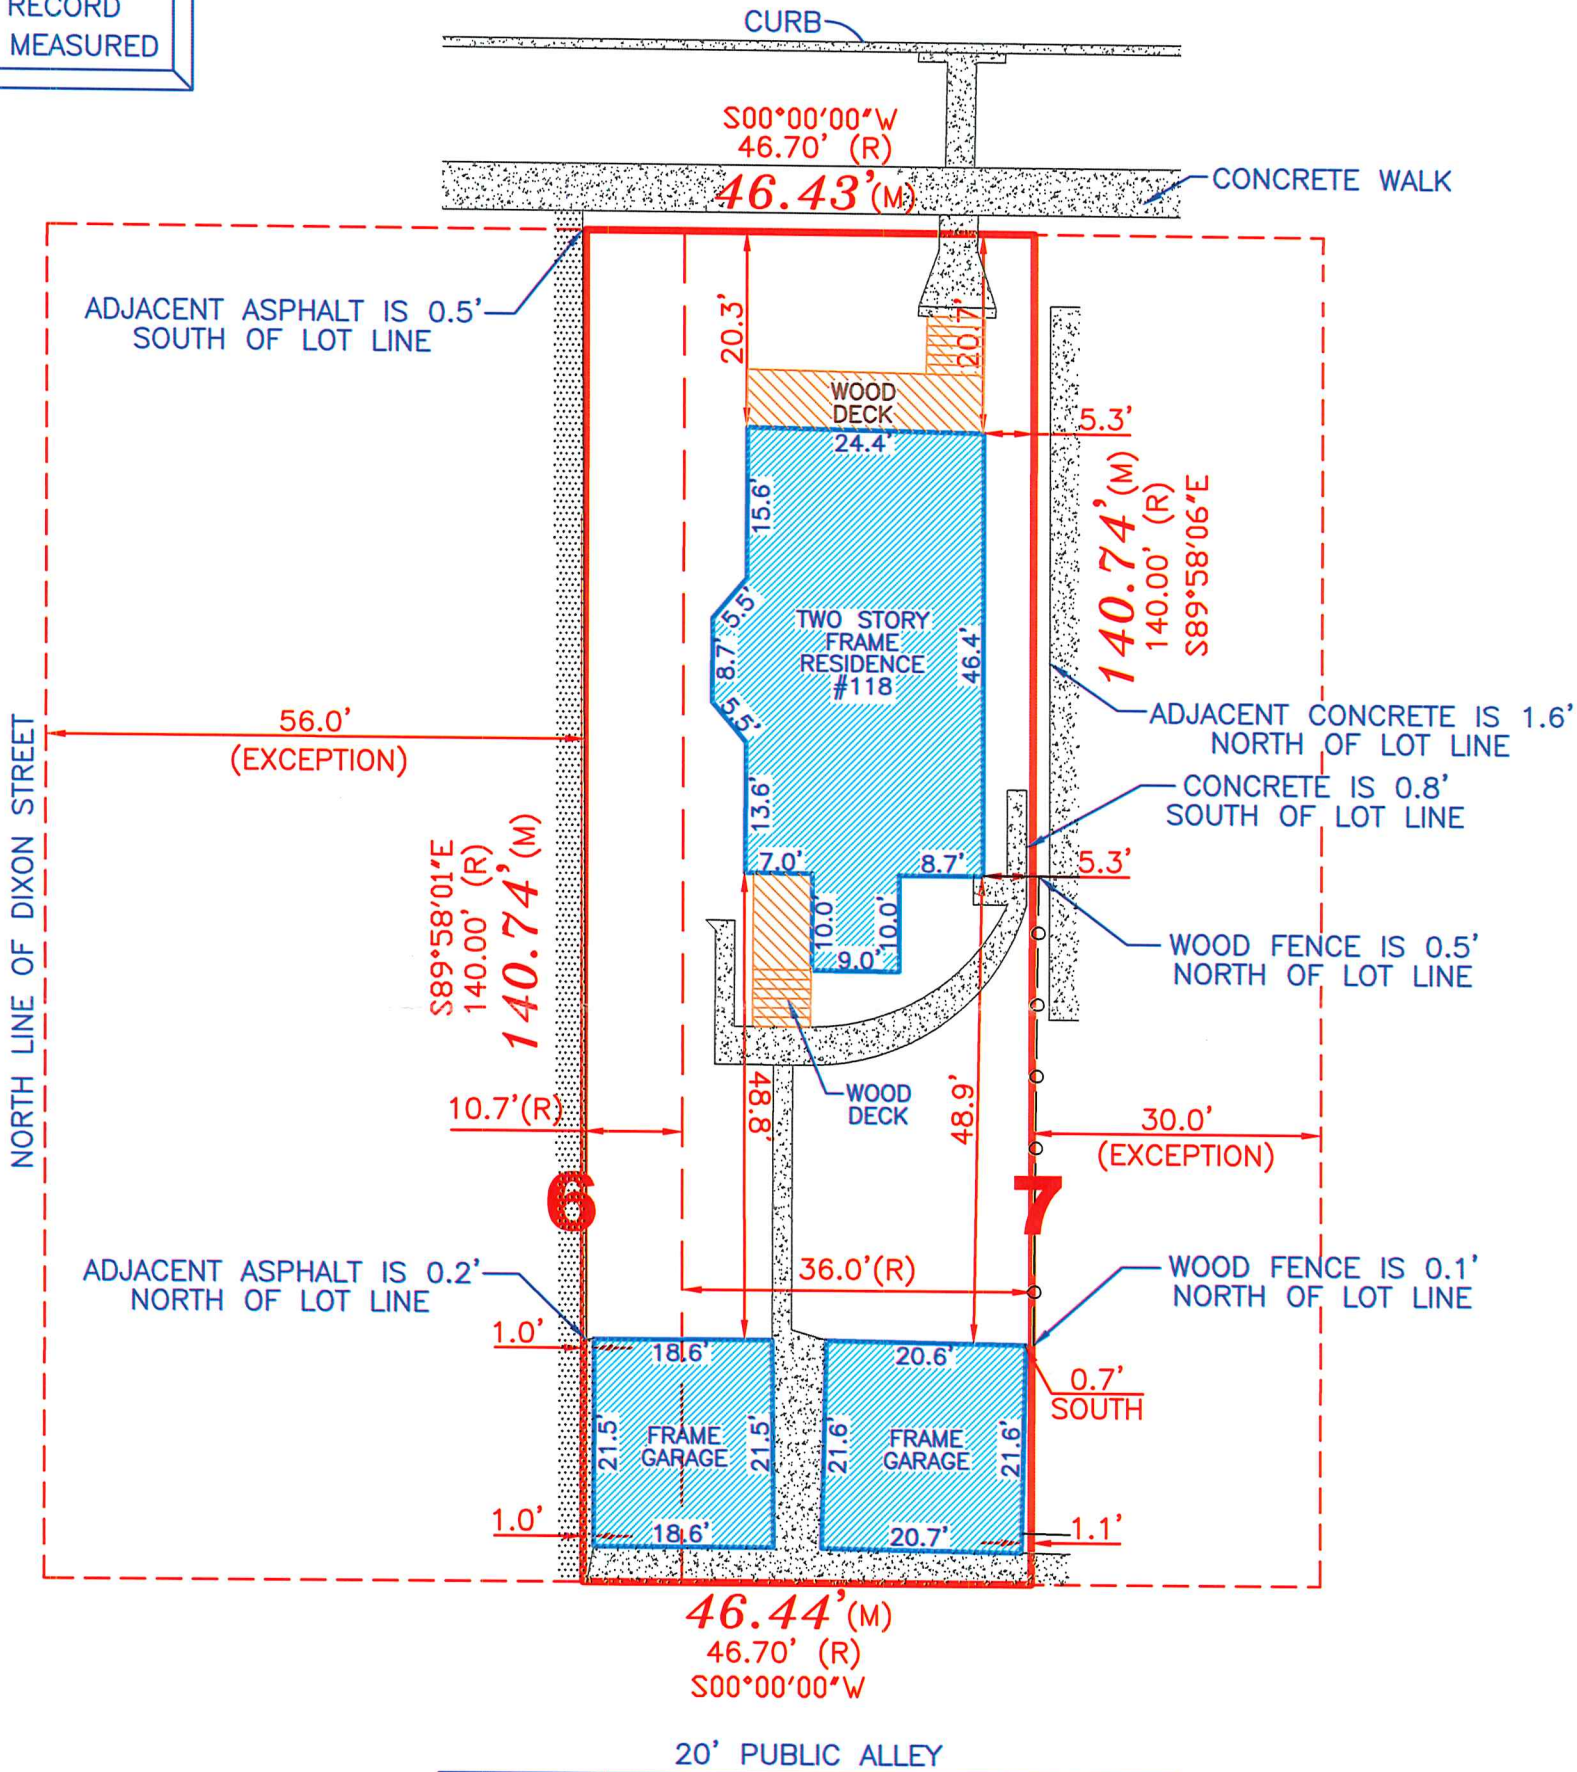 RECORD
MEASURED
CURB
S00°00'00"W
46.70' (R)
46.43'(M)
CONCRETE WALK
ADJACENT ASPHALT IS 0.5'
SOUTH OF LOT LINE
20.3'
20.7'
WOOD
DECK
24.4'
5.3'
15.6'
140.74'(M)
140.00' (R)
S89°58'06"E
5.5'
8.7'
5.5'
TWO STORY
FRAME
RESIDENCE
#118
46.4'
NORTH LINE OF DIXON STREET
56.0'
(EXCEPTION)
ADJACENT CONCRETE IS 1.6'
NORTH OF LOT LINE
CONCRETE IS 0.8'
SOUTH OF LOT LINE
13.6'
S89°58'01"E
140.00' (R)
140.74'(M)
7.0'
8.7'
5.3'
10.0'
10.0'
9.0'
WOOD FENCE IS 0.5'
NORTH OF LOT LINE
WOOD
DECK
48.8'
48.9'
10.7'(R)
30.0'
(EXCEPTION)
6
7
ADJACENT ASPHALT IS 0.2'
NORTH OF LOT LINE
36.0'(R)
WOOD FENCE IS 0.1'
NORTH OF LOT LINE
1.0'
18.6'
20.6'
0.7'
SOUTH
21.5'
FRAME
GARAGE
21.5'
21.6'
FRAME
GARAGE
21.6'
1.0'
18.6'
20.7'
1.1'
46.44'(M)
46.70' (R)
S00°00'00"W
20' PUBLIC ALLEY